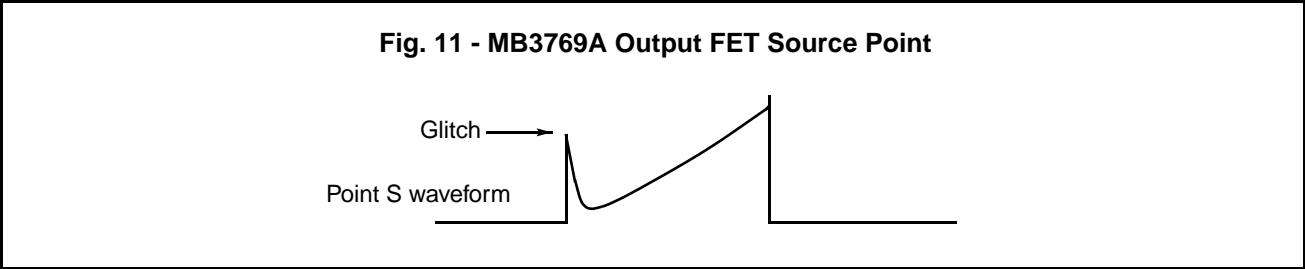 Fig. 11 - MB3769A Output FET Source Point
Glitch
Point S waveform